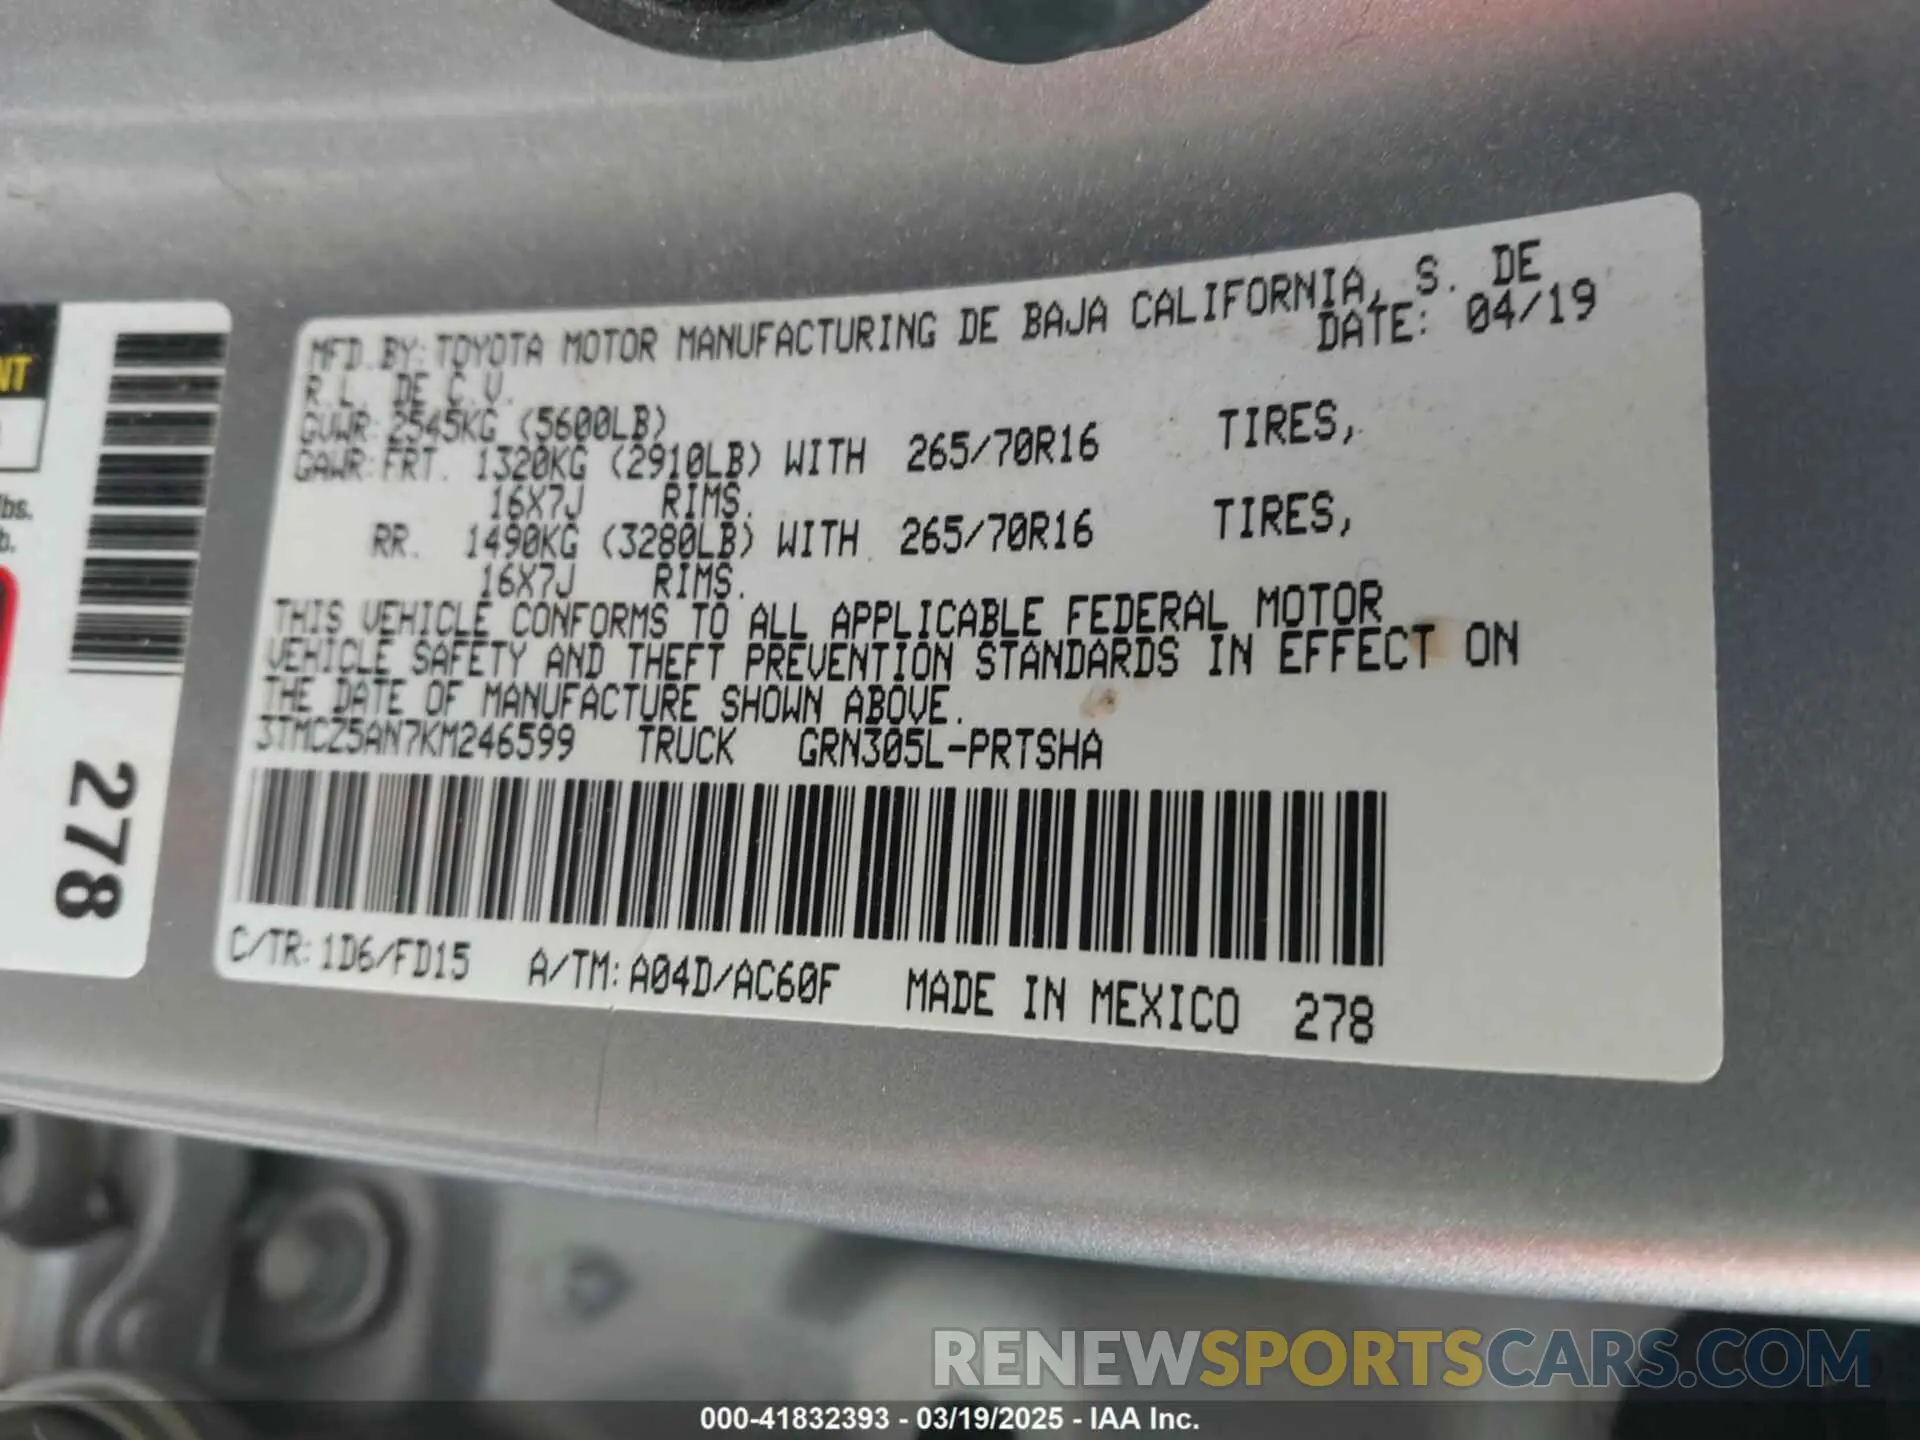 MFD. BY: TOYOTA MOTOR MANUFACTURING DE BAJA CALIFORNIA, S. DE
R.L. DE C.V. DATE: 04/19
GVWR: 2545KG (5600LB)
GAWR: FRT. 1320KG (2910LB) WITH 265/70R16 TIRES,
16X7J RIMS.
RR. 1490KG (3280LB) WITH 265/70R16 TIRES,
16X7J RIMS.
THIS VEHICLE CONFORMS TO ALL APPLICABLE FEDERAL MOTOR
VEHICLE SAFETY AND THEFT PREVENTION STANDARDS IN EFFECT ON
THE DATE OF MANUFACTURE SHOWN ABOVE.
3TMCZ5AN7KM246599 TRUCK GRN305L-PRTSHA
C/TR: 1D6/FD15 A/TM: A04D/AC60F MADE IN MEXICO 278
NT
lbs.
b.
278
RENEWSPORTSCARS.COM
000-41832393 - 03/19/2025 - IAA Inc.